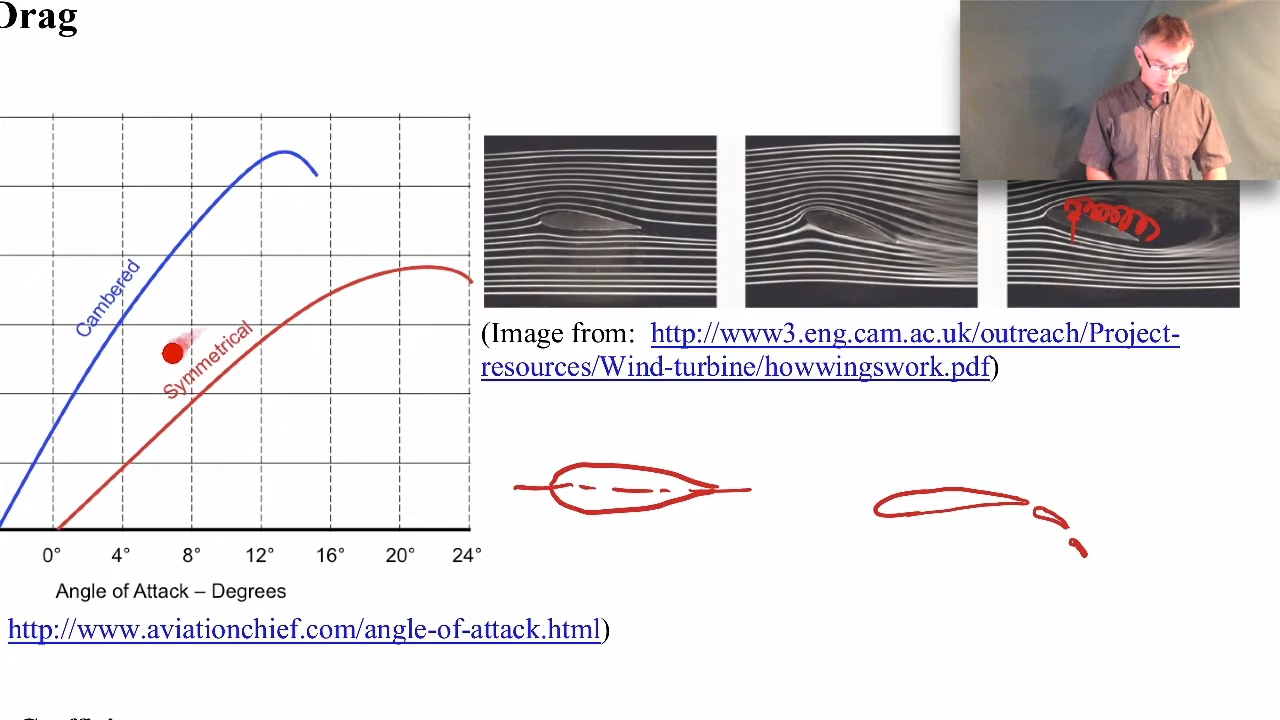 Drag
Cambered
Symmetrical
0° 4° 8° 12° 16° 20° 24°
Angle of Attack – Degrees
http://www.aviationchief.com/angle-of-attack.html)
(Image from: http://www3.eng.cam.ac.uk/outreach/Project-
resources/Wind-turbine/howwingswork.pdf)